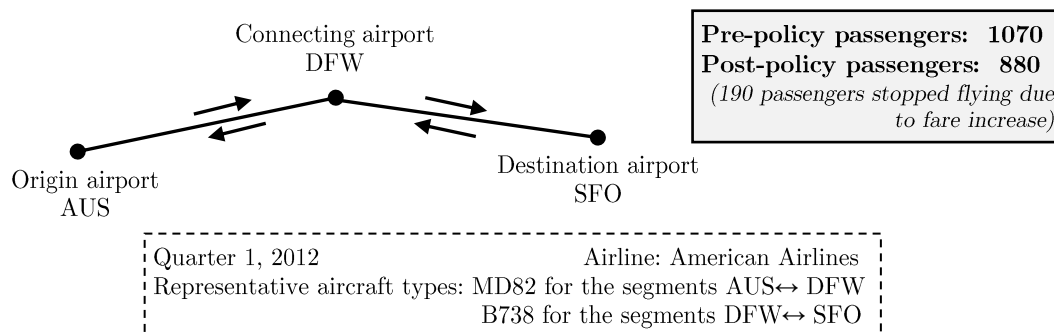 Connecting airport
DFW
Pre-policy passengers: 1070
Post-policy passengers: 880
(190 passengers stopped flying due
to fare increase)
Origin airport
AUS
Destination airport
SFO
Quarter 1, 2012 Airline: American Airlines
Representative aircraft types: MD82 for the segments AUS↔ DFW
B738 for the segments DFW↔ SFO